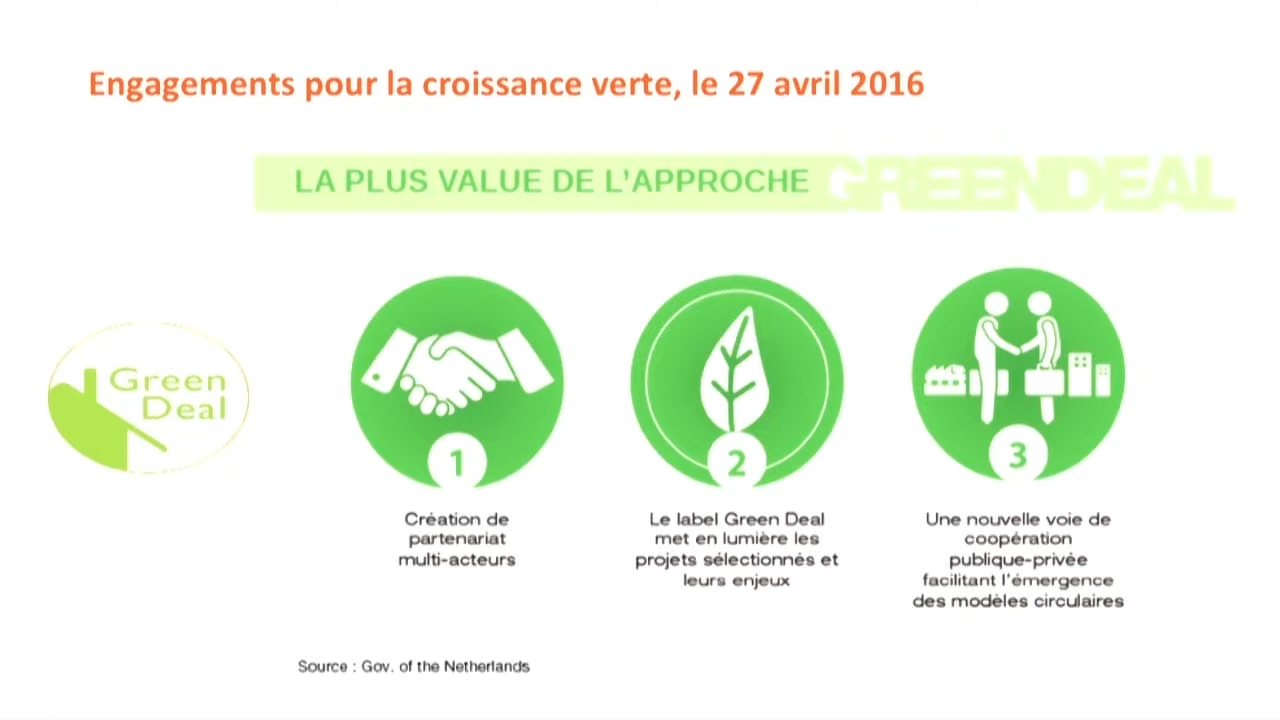 Engagements pour la croissance verte, le 27 avril 2016
LA PLUS VALUE DE L'APPROCHE GREENDEAL
Green
Deal
1
Création de
partenariat
multi-acteurs
2
Le label Green Deal
met en lumière les
projets sélectionnés et
leurs enjeux
3
Une nouvelle voie de
coopération
publique-privée
facilitant l'émergence
des modèles circulaires
Source : Gov. of the Netherlands